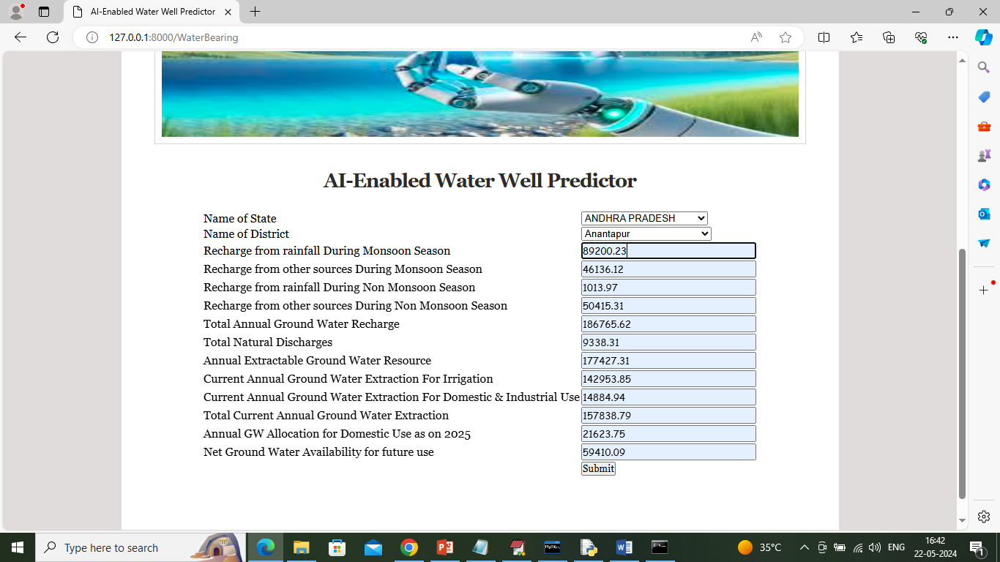 AI-Enabled Water Well Predictor
127.0.0.1:8000/WaterBearing
AI-Enabled Water Well Predictor
Name of State ANDHRA PRADESH
Name of District Anantapur
Recharge from rainfall During Monsoon Season 89200.23
Recharge from other sources During Monsoon Season 46136.12
Recharge from rainfall During Non Monsoon Season 1013.97
Recharge from other sources During Non Monsoon Season 50415.31
Total Annual Ground Water Recharge 186765.62
Total Natural Discharges 9338.31
Annual Extractable Ground Water Resource 177427.31
Current Annual Ground Water Extraction For Irrigation 142953.85
Current Annual Ground Water Extraction For Domestic & Industrial Use 14884.94
Total Current Annual Ground Water Extraction 157838.79
Annual GW Allocation for Domestic Use as on 2025 21623.75
Net Ground Water Availability for future use 59410.09
Submit
Type here to search
35°C
ENG
16:42
22-05-2024
1